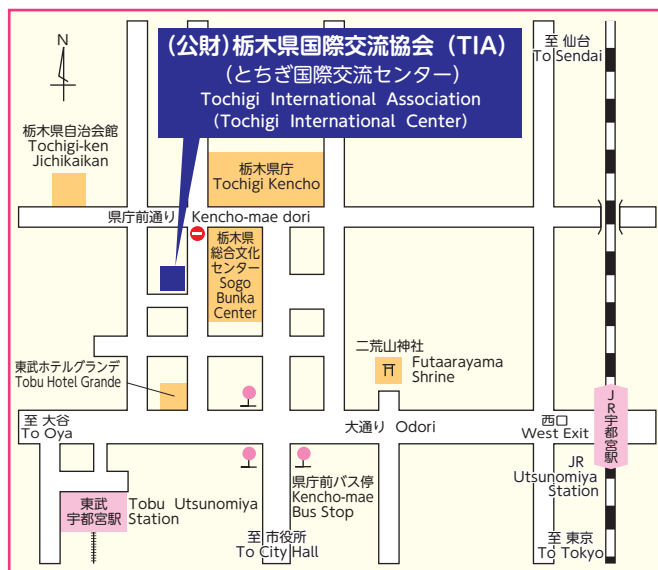 N
(公財)栃木県国際交流協会 (TIA)
(とちぎ国際交流センター)
Tochigi International Association
(Tochigi International Center)
至 仙台
To Sendai
栃木県自治会館
Tochigi-ken
Jichikaikan
栃木県庁
Tochigi Kencho
県庁前通り Kencho-mae dori
栃木県
総合文化
センター
Sogo
Bunka
Center
東武ホテルグランデ
Tobu Hotel Grande
二荒山神社
Futaarayama
Shrine
至 大谷
To Oya
大通り Odori
西口
West Exit
JR宇都宮駅
JR
Utsunomiya
Station
県庁前バス停
Kencho-mae
Bus Stop
東武
宇都宮駅
Tobu Utsunomiya
Station
至 市役所
To City Hall
至 東京
To Tokyo